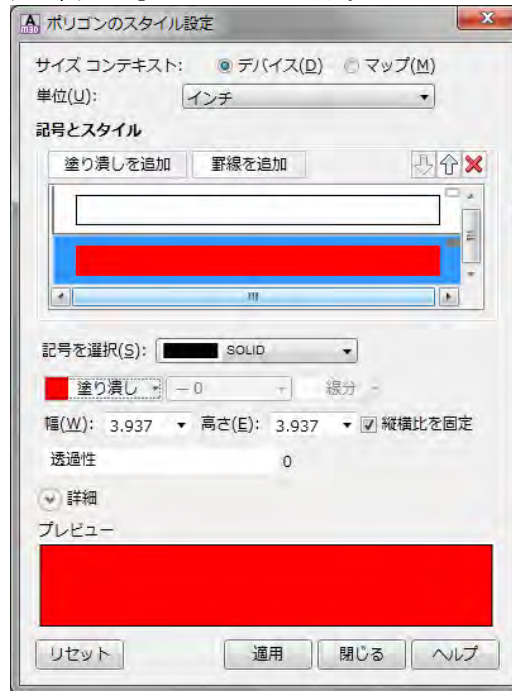 ポリゴンのスタイル設定
サイズ コンテキスト: デバイス(D) マップ(M)
単位(U): インチ
記号とスタイル
塗り潰しを追加 罫線を追加
記号を選択(S): SOLID
塗り潰し 0 線分
幅(W): 3.937 高さ(E): 3.937 縦横比を固定
透過性 0
詳細
プレビュー
リセット 適用 閉じる ヘルプ